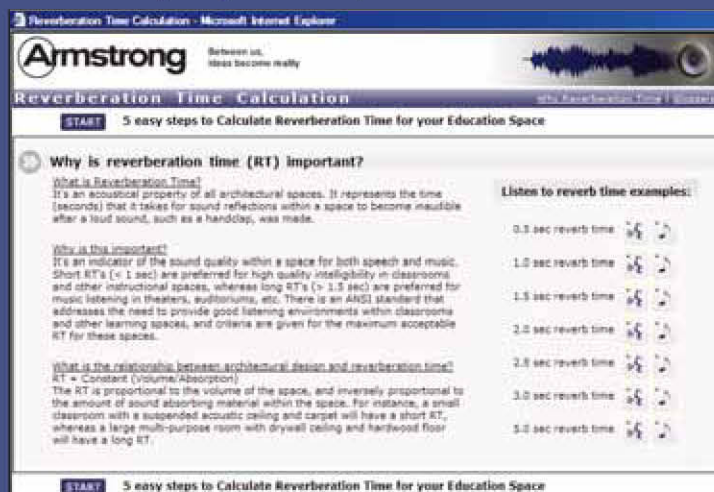 Reverberation Time Calculation - Microsoft Internet Explorer
Armstrong
Between us,
ideas become reality
Reverberation Time Calculation
Why Reverberation Time | Glossary
START 5 easy steps to Calculate Reverberation Time for your Education Space
Why is reverberation time (RT) important?
What is Reverberation Time?
It's an acoustical property of all architectural spaces. It represents the time
(seconds) that it takes for sound reflections within a space to become inaudible
after a loud sound, such as a handclap, was made.
Why is this important?
It's an indicator of the sound quality within a space for both speech and music.
Short RT's (< 1 sec) are preferred for high quality intelligibility in classrooms
and other instructional spaces, whereas long RT's (> 1.5 sec) are preferred for
music listening in theaters, auditoriums, etc. There is an ANSI standard that
addresses the need to provide good listening environments within classrooms
and other learning spaces, and criteria are given for the maximum acceptable
RT for these spaces.
What is the relationship between architectural design and reverberation time?
RT = Constant (Volume/Absorption)
The RT is proportional to the volume of the space, and inversely proportional to
the amount of sound absorbing material within the space. For instance, a small
classroom with a suspended acoustic ceiling and carpet will have a short RT,
whereas a large multi-purpose room with drywall ceiling and hardwood floor
will have a long RT.
Listen to reverb time examples:
0.5 sec reverb time
1.0 sec reverb time
1.5 sec reverb time
2.0 sec reverb time
2.5 sec reverb time
3.0 sec reverb time
5.0 sec reverb time
START 5 easy steps to Calculate Reverberation Time for your Education Space